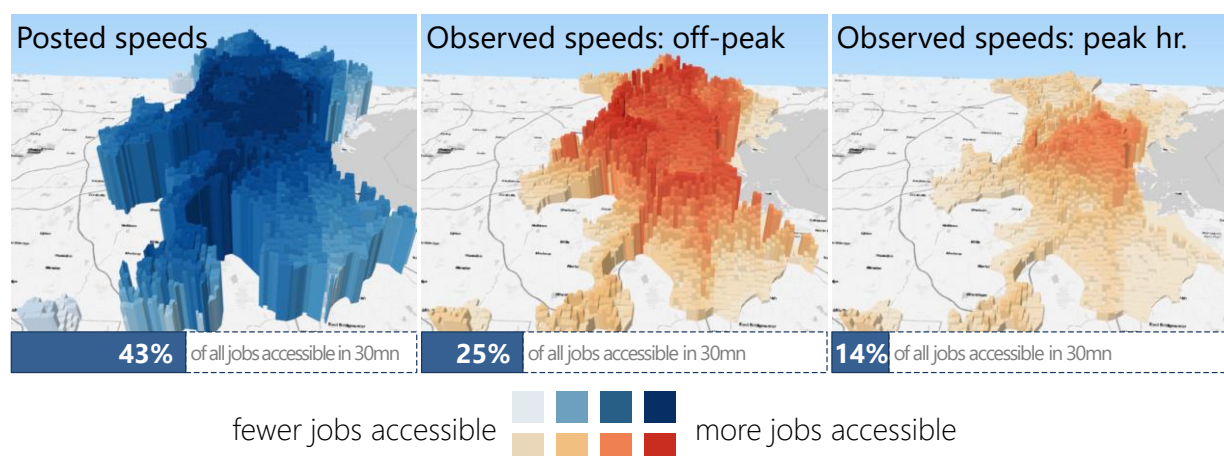 Posted speeds
Observed speeds: off-peak
Observed speeds: peak hr.
43% of all jobs accessible in 30mn
25% of all jobs accessible in 30mn
14% of all jobs accessible in 30mn
fewer jobs accessible
more jobs accessible